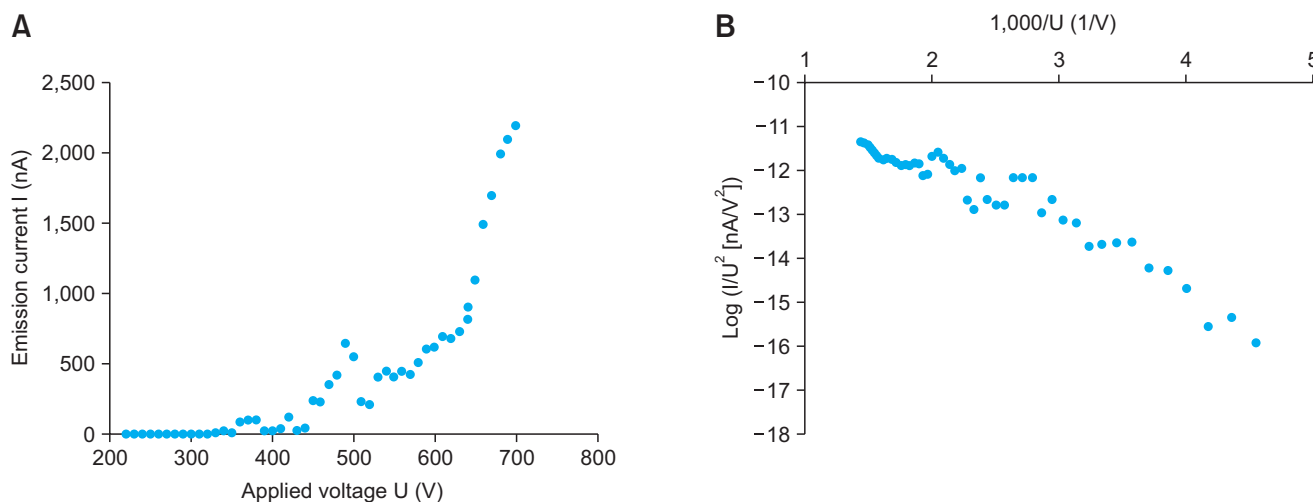 A
Emission current I (nA)
2,500
2,000
1,500
1,000
500
0
200 300 400 500 600 700 800
Applied voltage U (V)
B
1,000/U (1/V)
1 2 3 4 5
Log (I/U² [nA/V²])
−10
−11
−12
−13
−14
−15
−16
−17
−18